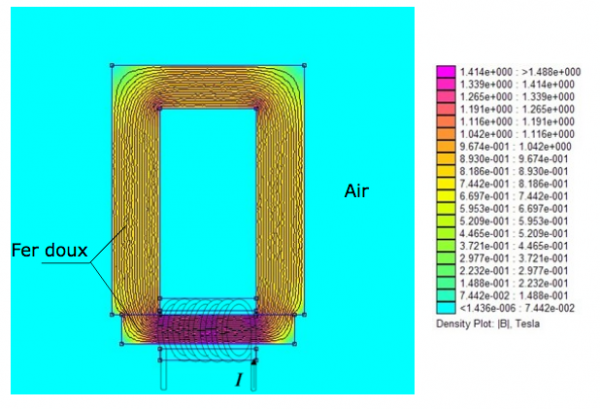 Air
Fer doux
I
1.414e+000 : >1.488e+000
1.339e+000 : 1.414e+000
1.265e+000 : 1.339e+000
1.191e+000 : 1.265e+000
1.116e+000 : 1.191e+000
1.042e+000 : 1.116e+000
9.674e-001 : 1.042e+000
8.930e-001 : 9.674e-001
8.186e-001 : 8.930e-001
7.442e-001 : 8.186e-001
6.697e-001 : 7.442e-001
5.953e-001 : 6.697e-001
5.209e-001 : 5.953e-001
4.465e-001 : 5.209e-001
3.721e-001 : 4.465e-001
2.977e-001 : 3.721e-001
2.232e-001 : 2.977e-001
1.488e-001 : 2.232e-001
7.442e-002 : 1.488e-001
<1.436e-006 : 7.442e-002
Density Plot: |B|, Tesla